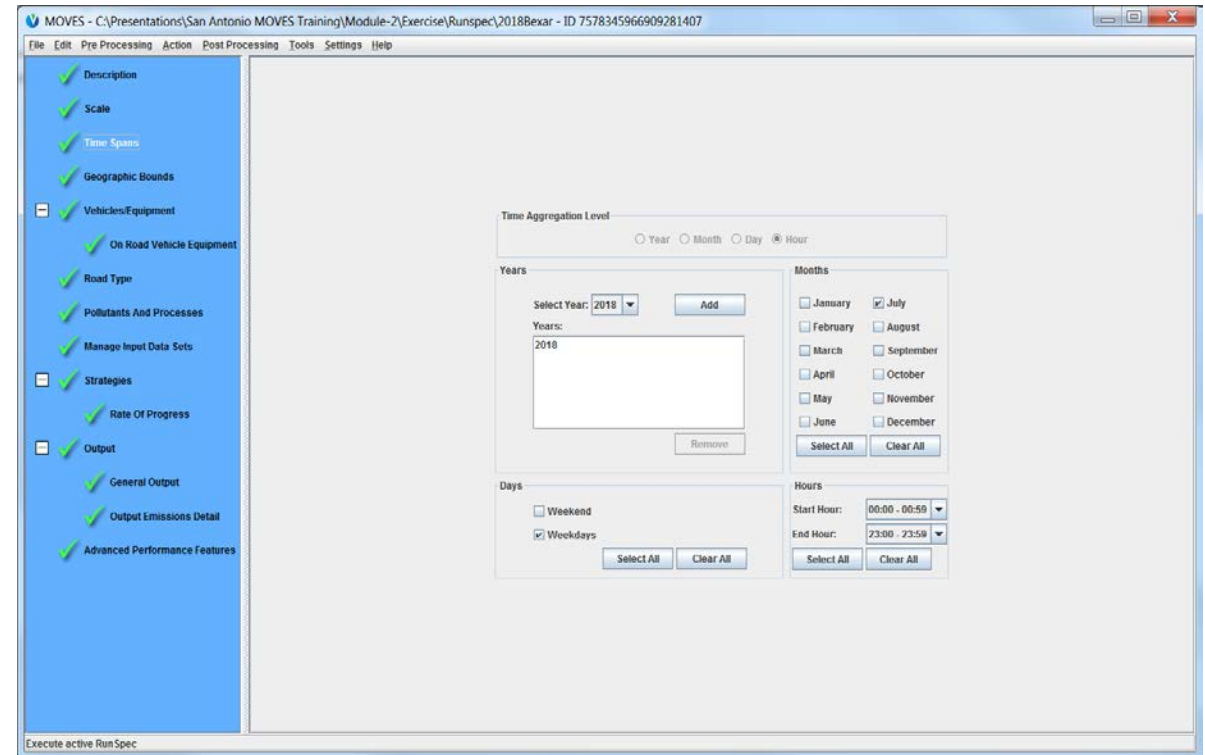 MOVES - C:\Presentations\San Antonio MOVES Training\Module-2\Exercise\Runspec\2018Bexar - ID 7578345966909281407
File Edit Pre Processing Action Post Processing Tools Settings Help
Description
Scale
Time Spans
Geographic Bounds
Vehicles/Equipment
On Road Vehicle Equipment
Road Type
Pollutants And Processes
Manage Input Data Sets
Strategies
Rate Of Progress
Output
General Output
Output Emissions Detail
Advanced Performance Features
Time Aggregation Level
Year Month Day Hour
Years
Select Year: 2018 Add
Years:
2018
Remove
Months
January July
February August
March September
April October
May November
June December
Select All Clear All
Days
Weekend
Weekdays
Select All Clear All
Hours
Start Hour: 00:00 - 00:59
End Hour: 23:00 - 23:59
Select All Clear All
Execute active RunSpec